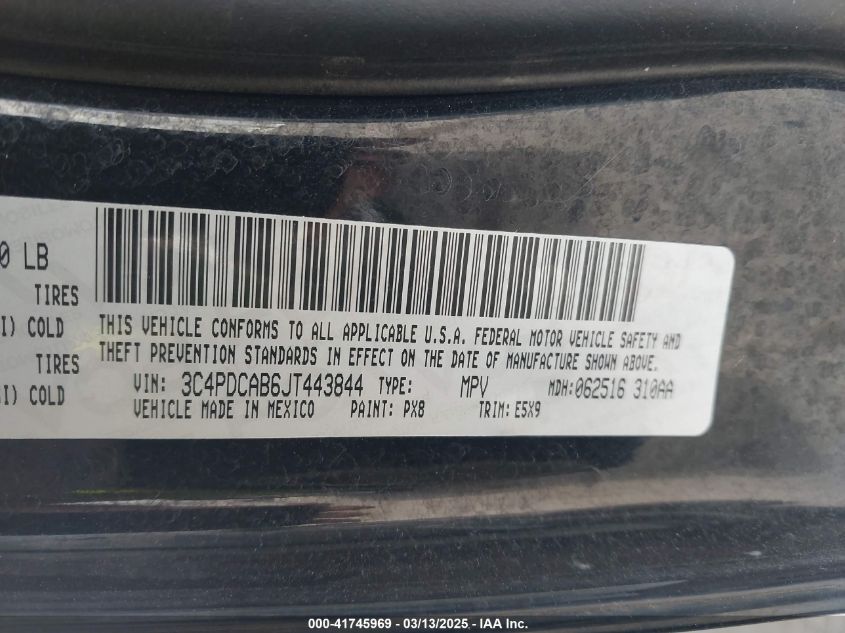 0 LB
TIRES
I) COLD
TIRES
I) COLD
THIS VEHICLE CONFORMS TO ALL APPLICABLE U.S.A. FEDERAL MOTOR VEHICLE SAFETY AND
THEFT PREVENTION STANDARDS IN EFFECT ON THE DATE OF MANUFACTURE SHOWN ABOVE.
VIN: 3C4PDCAB6JT443844 TYPE: MPV MDH:062516 310AA
VEHICLE MADE IN MEXICO PAINT: PX8 TRIM: E5X9
000-41745969 - 03/13/2025 - IAA Inc.